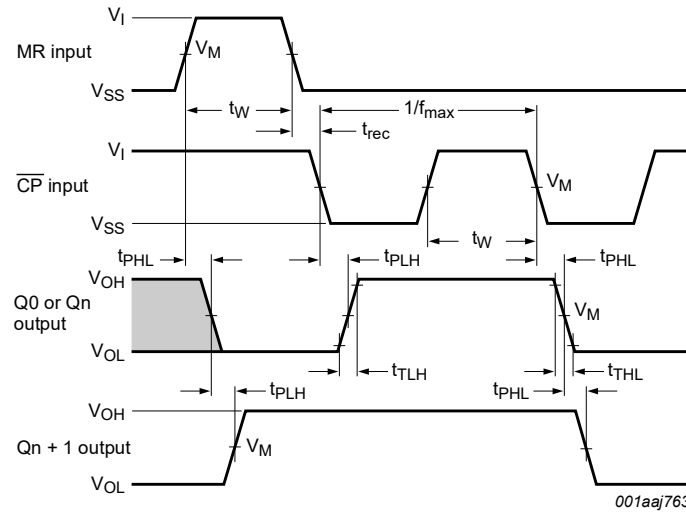 VI
MR input
VM
VSS
tW
1/fmax
trec
VI
CP input
VM
VSS
tW
tPHL
tPLH
tPHL
VOH
Q0 or Qn
output
VM
VOL
tTLH
tTHL
tPLH
tPHL
VOH
Qn + 1 output
VM
VOL
001aaj763